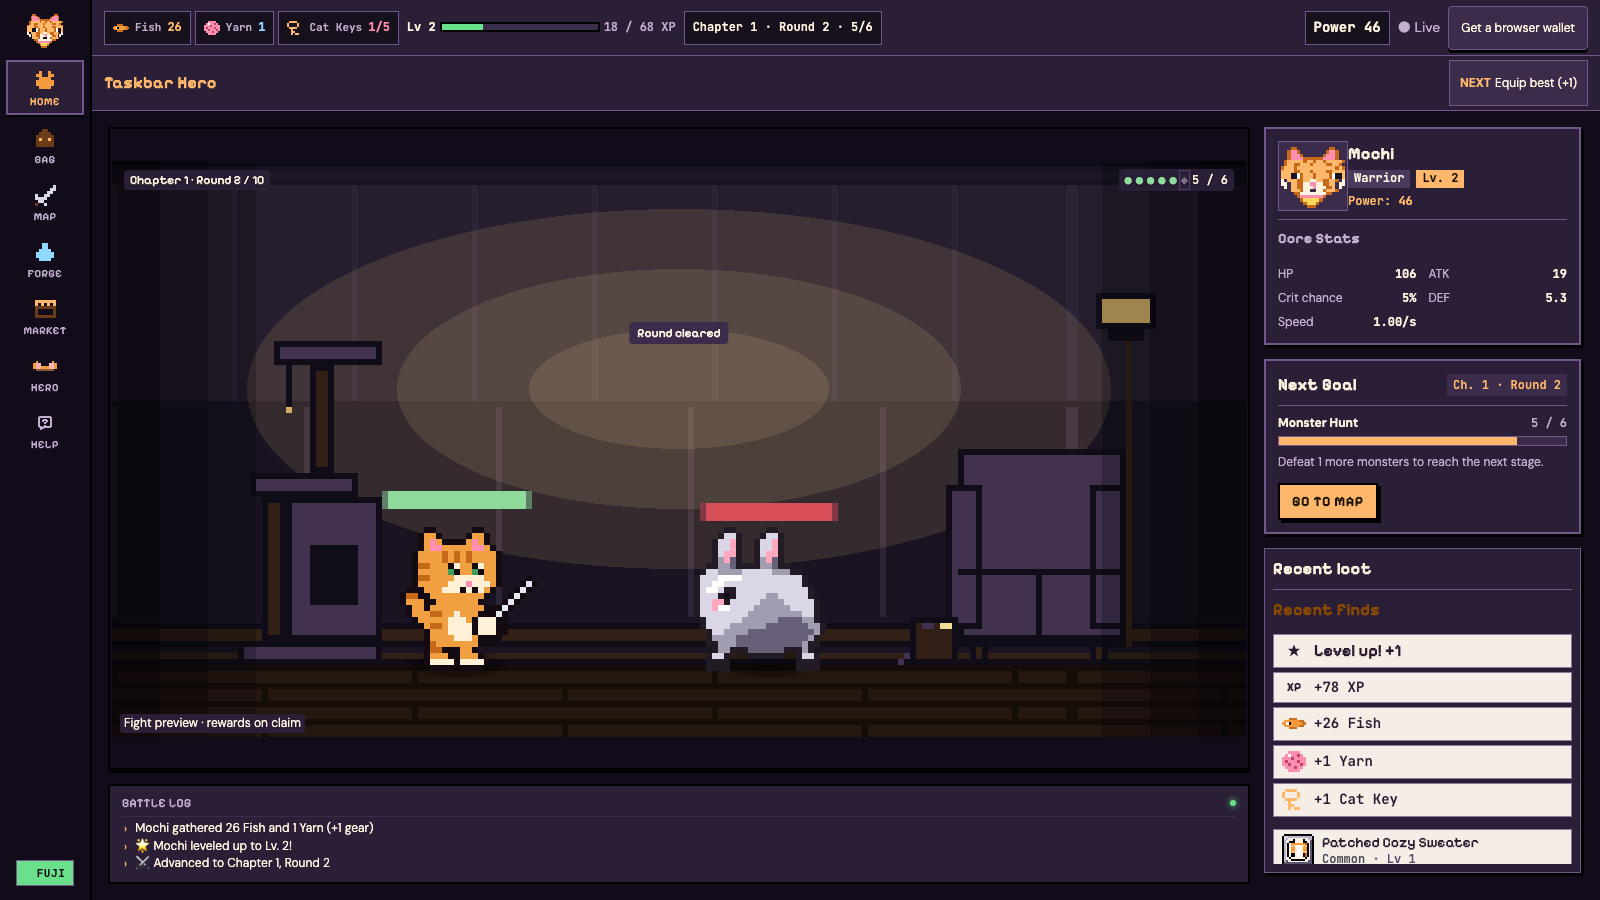 Fish 26
Yarn 1
Cat Keys 1/5
Lv 2
18 / 68 XP
Chapter 1 · Round 2 · 5/6
Power 46
Live
Get a browser wallet
Taskbar Hero
NEXT Equip best (+1)
HOME
BAG
MAP
FORGE
MARKET
HERO
HELP
FUJI
Chapter 1 · Round 2 / 10
5 / 6
Round cleared
Fight preview · rewards on claim
BATTLE LOG
› Mochi gathered 26 Fish and 1 Yarn (+1 gear)
› 🌟 Mochi leveled up to Lv. 2!
› ⚔️ Advanced to Chapter 1, Round 2
Mochi
Warrior
Lv. 2
Power: 46
Core Stats
HP 106 ATK 19
Crit chance 5% DEF 5.3
Speed 1.00/s
Next Goal
Ch. 1 · Round 2
Monster Hunt 5 / 6
Defeat 1 more monsters to reach the next stage.
GO TO MAP
Recent loot
Recent finds
★ Level up! +1
XP +78 XP
+26 Fish
+1 Yarn
+1 Cat Key
Patched Cozy Sweater
Common · Lv 1